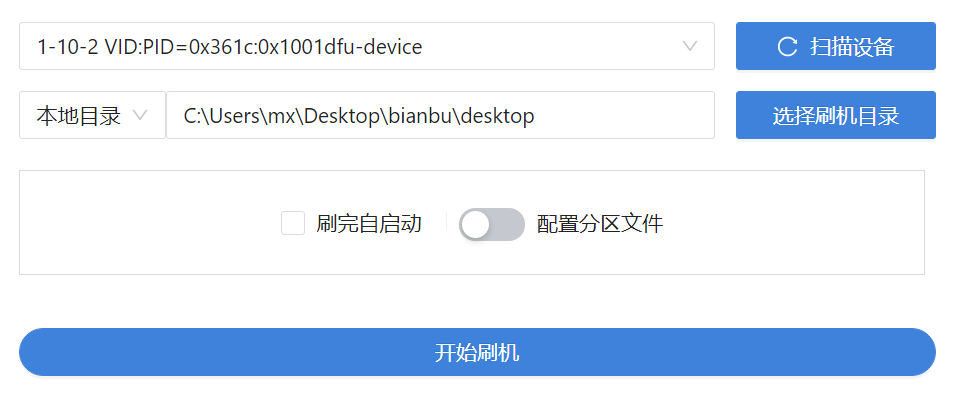 1-10-2 VID:PID=0x361c:0x1001dfu-device 扫描设备
本地目录 C:\Users\mx\Desktop\bianbu\desktop 选择刷机目录
刷完自启动 配置分区文件
开始刷机